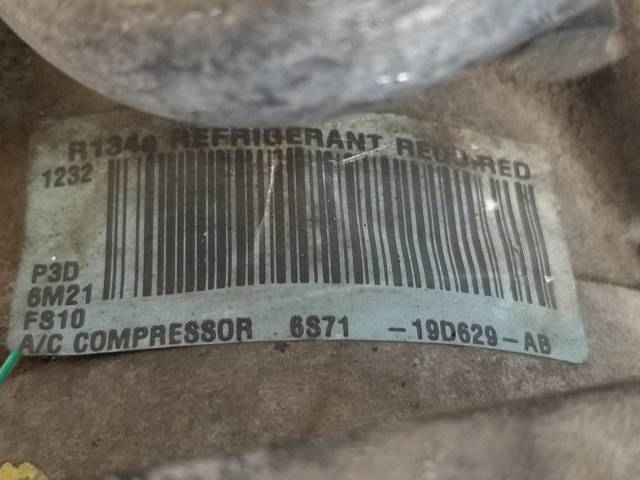 R134a REFRIGERANT REQUIRED
1232
P3D
6M21
FS10
A/C COMPRESSOR 6S71 -19D629-AB